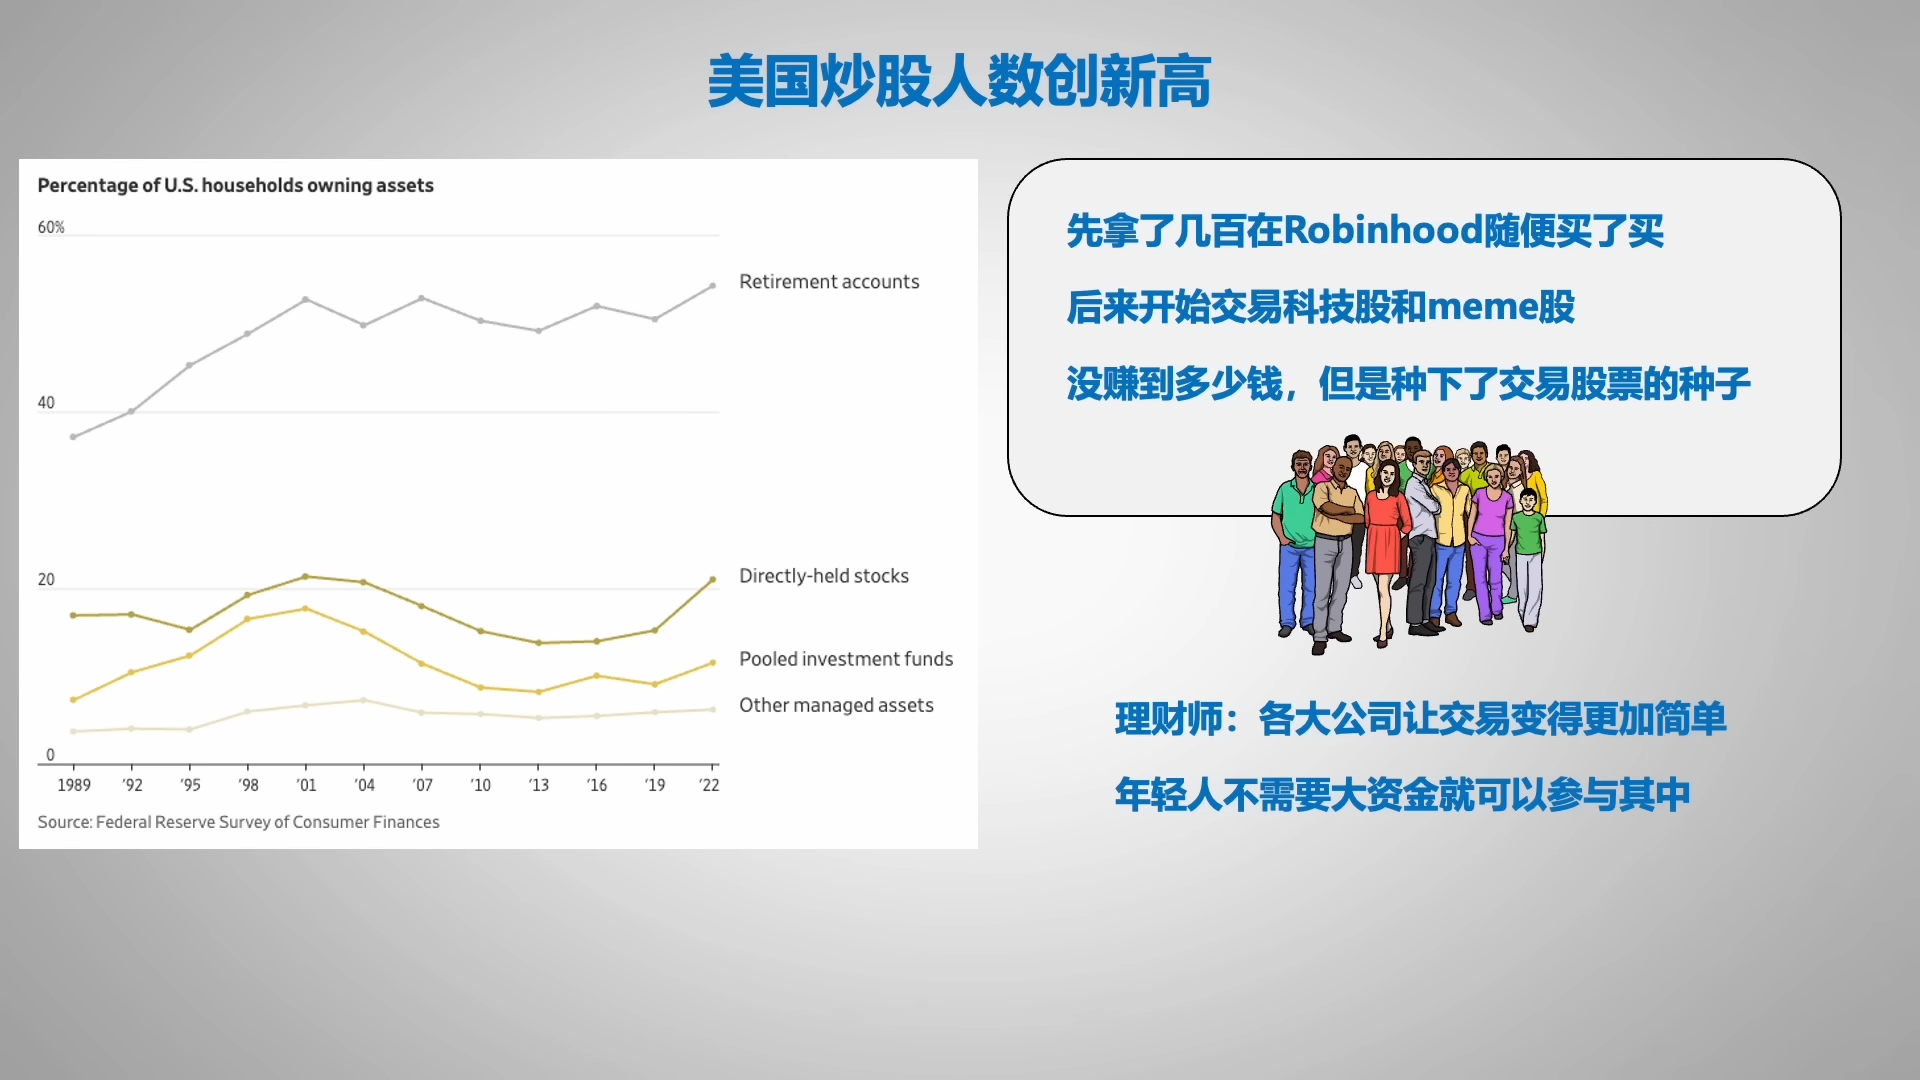 美国炒股人数创新高
Percentage of U.S. households owning assets
60%
40
20
0
Retirement accounts
Directly-held stocks
Pooled investment funds
Other managed assets
1989 ’92 ’95 ’98 ’01 ’04 ’07 ’10 ’13 ’16 ’19 ’22
Source: Federal Reserve Survey of Consumer Finances
先拿了几百在Robinhood随便买了买
后来开始交易科技股和meme股
没赚到多少钱，但是种下了交易股票的种子
理财师：各大公司让交易变得更加简单
年轻人不需要大资金就可以参与其中